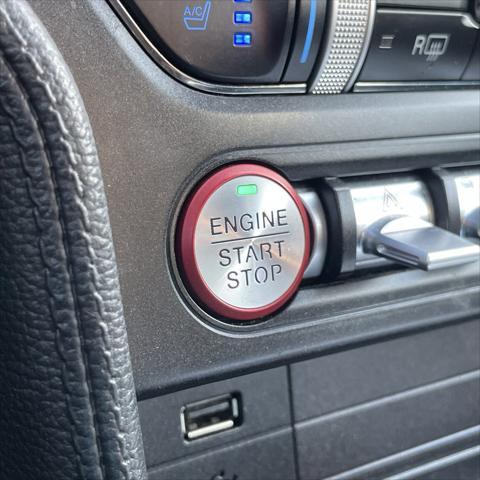 A/C
R
ENGINE
START
STOP